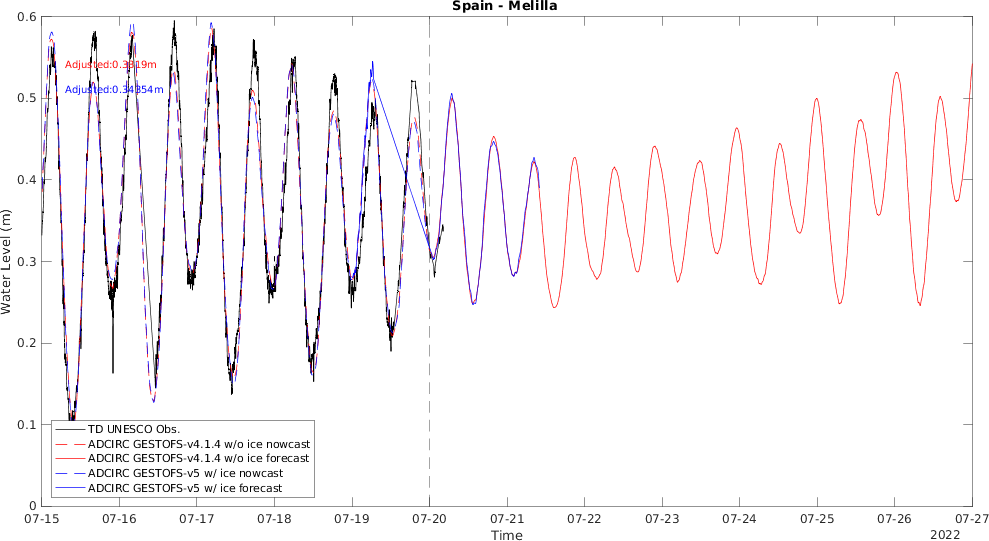 Spain - Melilla
0.6
0.5
0.4
0.3
0.2
0.1
0
Water Level (m)
Adjusted:0.3819m
Adjusted:0.34354m
TD UNESCO Obs.
ADCIRC GESTOFS-v4.1.4 w/o ice nowcast
ADCIRC GESTOFS-v4.1.4 w/o ice forecast
ADCIRC GESTOFS-v5 w/ ice nowcast
ADCIRC GESTOFS-v5 w/ ice forecast
07-15 07-16 07-17 07-18 07-19 07-20 07-21 07-22 07-23 07-24 07-25 07-26 07-27
Time
2022